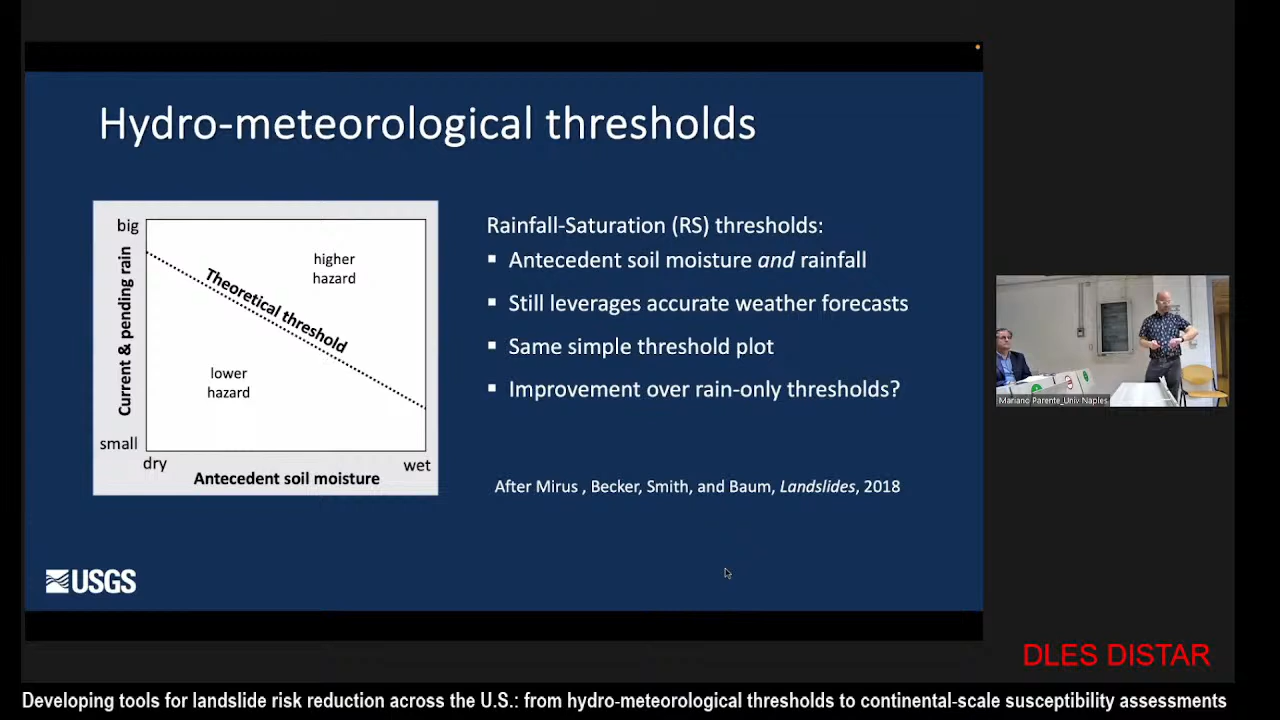 Hydro-meteorological thresholds
big
higher
hazard
Theoretical threshold
Current & pending rain
lower
hazard
small
dry
wet
Antecedent soil moisture
Rainfall-Saturation (RS) thresholds:
▪ Antecedent soil moisture and rainfall
▪ Still leverages accurate weather forecasts
▪ Same simple threshold plot
▪ Improvement over rain-only thresholds?
After Mirus , Becker, Smith, and Baum, Landslides, 2018
USGS
Mariano Parente_Univ Naples
DLES DISTAR
Developing tools for landslide risk reduction across the U.S.: from hydro-meteorological thresholds to continental-scale susceptibility assessments